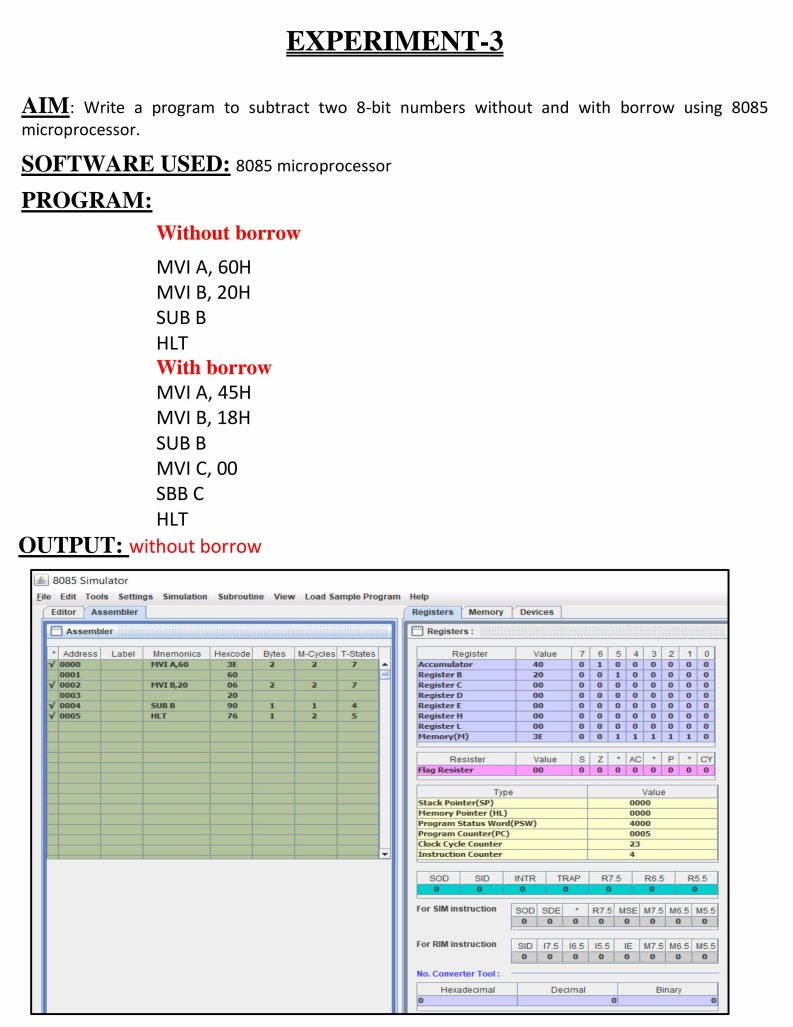 EXPERIMENT-3
AIM: Write a program to subtract two 8-bit numbers without and with borrow using 8085
microprocessor.
SOFTWARE USED: 8085 microprocessor
PROGRAM:
Without borrow
MVI A, 60H
MVI B, 20H
SUB B
HLT
With borrow
MVI A, 45H
MVI B, 18H
SUB B
MVI C, 00
SBB C
HLT
OUTPUT: without borrow
8085 Simulator
File Edit Tools Settings Simulation Subroutine View Load Sample Program Help
Editor Assembler
Assembler
* Address Label Mnemonics Hexcode Bytes M-Cycles T-States
√ 0000 MVI A,60 3E 2 2 7
0001 60
√ 0002 MVI B,20 06 2 2 7
0003 20
√ 0004 SUB B 90 1 1 4
√ 0005 HLT 76 1 2 5
Registers Memory Devices
Registers :
Register Value 7 6 5 4 3 2 1 0
Accumulator 40 0 1 0 0 0 0 0 0
Register B 20 0 0 1 0 0 0 0 0
Register C 00 0 0 0 0 0 0 0 0
Register D 00 0 0 0 0 0 0 0 0
Register E 00 0 0 0 0 0 0 0 0
Register H 00 0 0 0 0 0 0 0 0
Register L 00 0 0 0 0 0 0 0 0
Memory(M) 3E 0 0 1 1 1 1 1 0
Resister Value S Z * AC * P * CY
Flag Resister 00 0 0 0 0 0 0 0 0
Type Value
Stack Pointer(SP) 0000
Memory Pointer (HL) 0000
Program Status Word(PSW) 4000
Program Counter(PC) 0005
Clock Cycle Counter 23
Instruction Counter 4
SOD SID INTR TRAP R7.5 R6.5 R5.5
0 0 0 0 0 0 0
For SIM instruction SOD SDE * R7.5 MSE M7.5 M6.5 M5.5
0 0 0 0 0 0 0 0
For RIM instruction SID I7.5 I6.5 I5.5 IE M7.5 M6.5 M5.5
0 0 0 0 0 0 0 0
No. Converter Tool :
Hexadecimal Decimal Binary
0 0 0